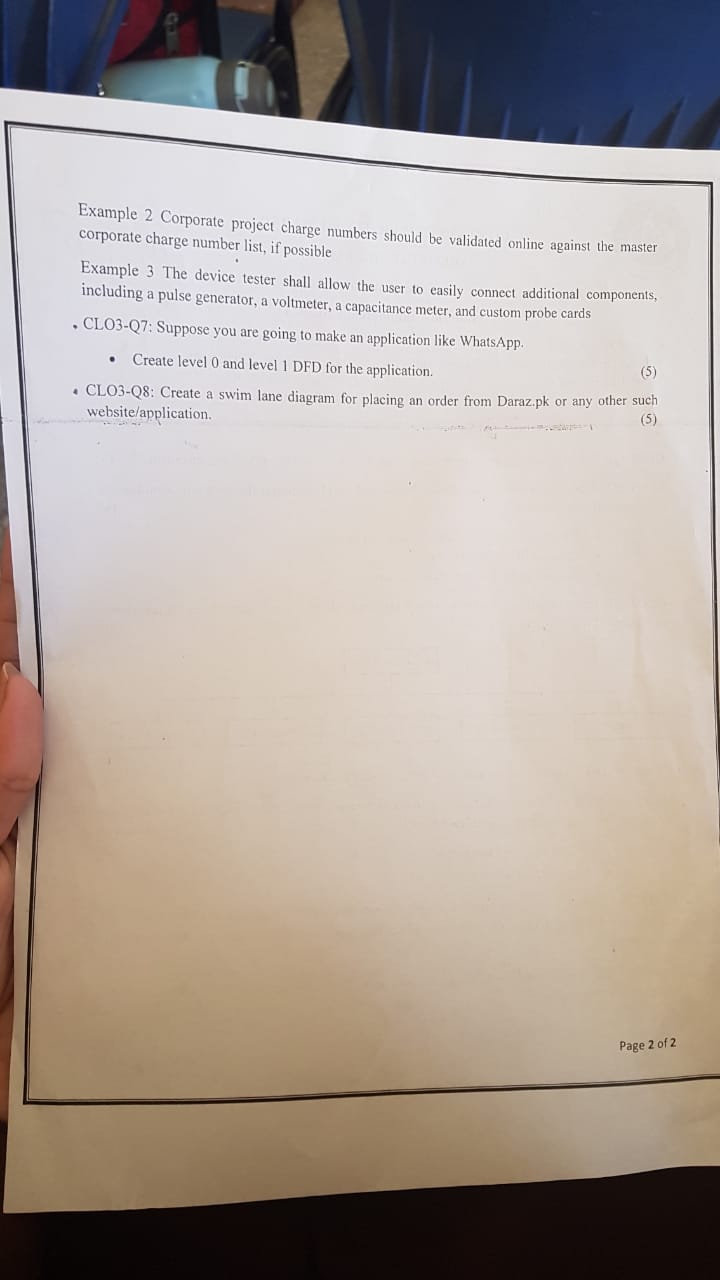 Example 2 Corporate project charge numbers should be validated online against the master
corporate charge number list, if possible
Example 3 The device tester shall allow the user to easily connect additional components,
including a pulse generator, a voltmeter, a capacitance meter, and custom probe cards
• CLO3-Q7: Suppose you are going to make an application like WhatsApp.
• Create level 0 and level 1 DFD for the application. (5)
• CLO3-Q8: Create a swim lane diagram for placing an order from Daraz.pk or any other such
website/application. (5)
Page 2 of 2